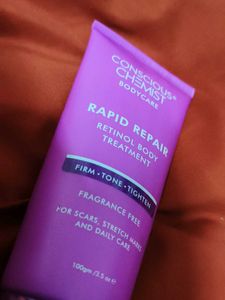 CONSCIOUS®
CHEMIST
BODYCARE
RAPID REPAIR
RETINOL BODY
TREATMENT
FIRM • TONE • TIGHTEN
FRAGRANCE FREE
FOR SCARS, STRETCH MARKS
AND DAILY CARE
100gm /3.5 oz e